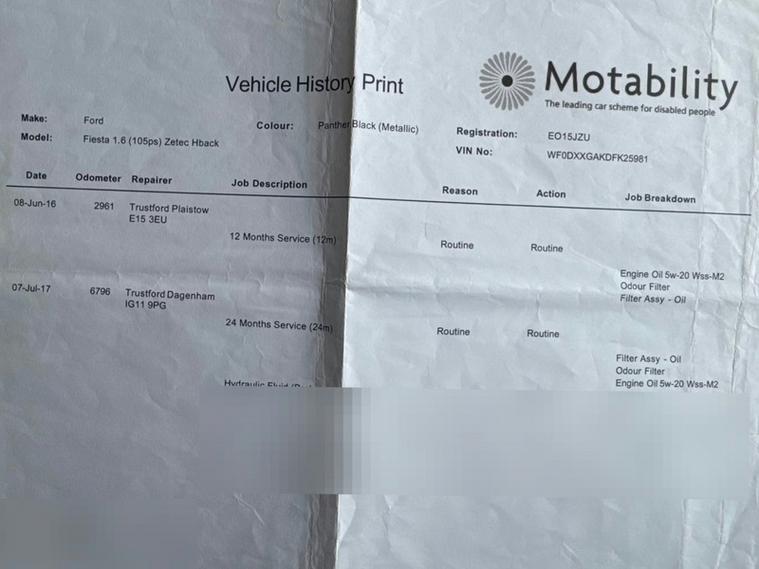 Vehicle History Print
Motability
The leading car scheme for disabled people
Make: Ford
Model: Fiesta 1.6 (105ps) Zetec Hback
Colour: Panther Black (Metallic)
Registration: EO15JZU
VIN No: WF0DXXGAKDFK25981
Date Odometer Repairer Job Description Reason Action Job Breakdown
08-Jun-16 2961 Trustford Plaistow
E15 3EU
12 Months Service (12m) Routine Routine
Engine Oil 5w-20 Wss-M2
Odour Filter
Filter Assy - Oil
07-Jul-17 6796 Trustford Dagenham
IG11 9PG
24 Months Service (24m) Routine Routine
Filter Assy - Oil
Odour Filter
Engine Oil 5w-20 Wss-M2
Hydraulic Fluid